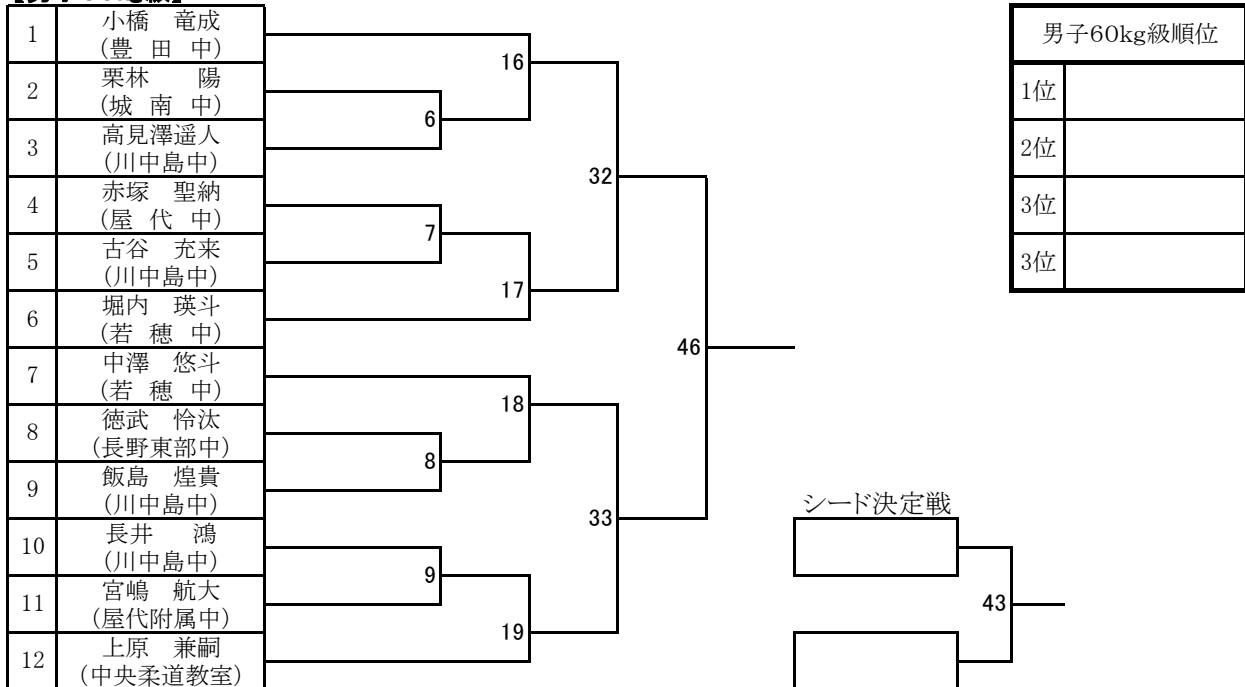 1
小橋　竜成
(豊　田　中)
2
栗林　　陽
(城　南　中)
3
高見澤遥人
(川中島中)
4
赤塚　聖納
(屋　代　中)
5
古谷　充来
(川中島中)
6
堀内　瑛斗
(若　穂　中)
7
中澤　悠斗
(若　穂　中)
8
徳武　怜汰
(長野東部中)
9
飯島　煌貴
(川中島中)
10
長井　　鴻
(川中島中)
11
宮嶋　航大
(屋代附属中)
12
上原　兼嗣
(中央柔道教室)
16
6
32
7
17
46
18
8
33
9
19
男子60kg級順位
1位
2位
3位
3位
シード決定戦
43